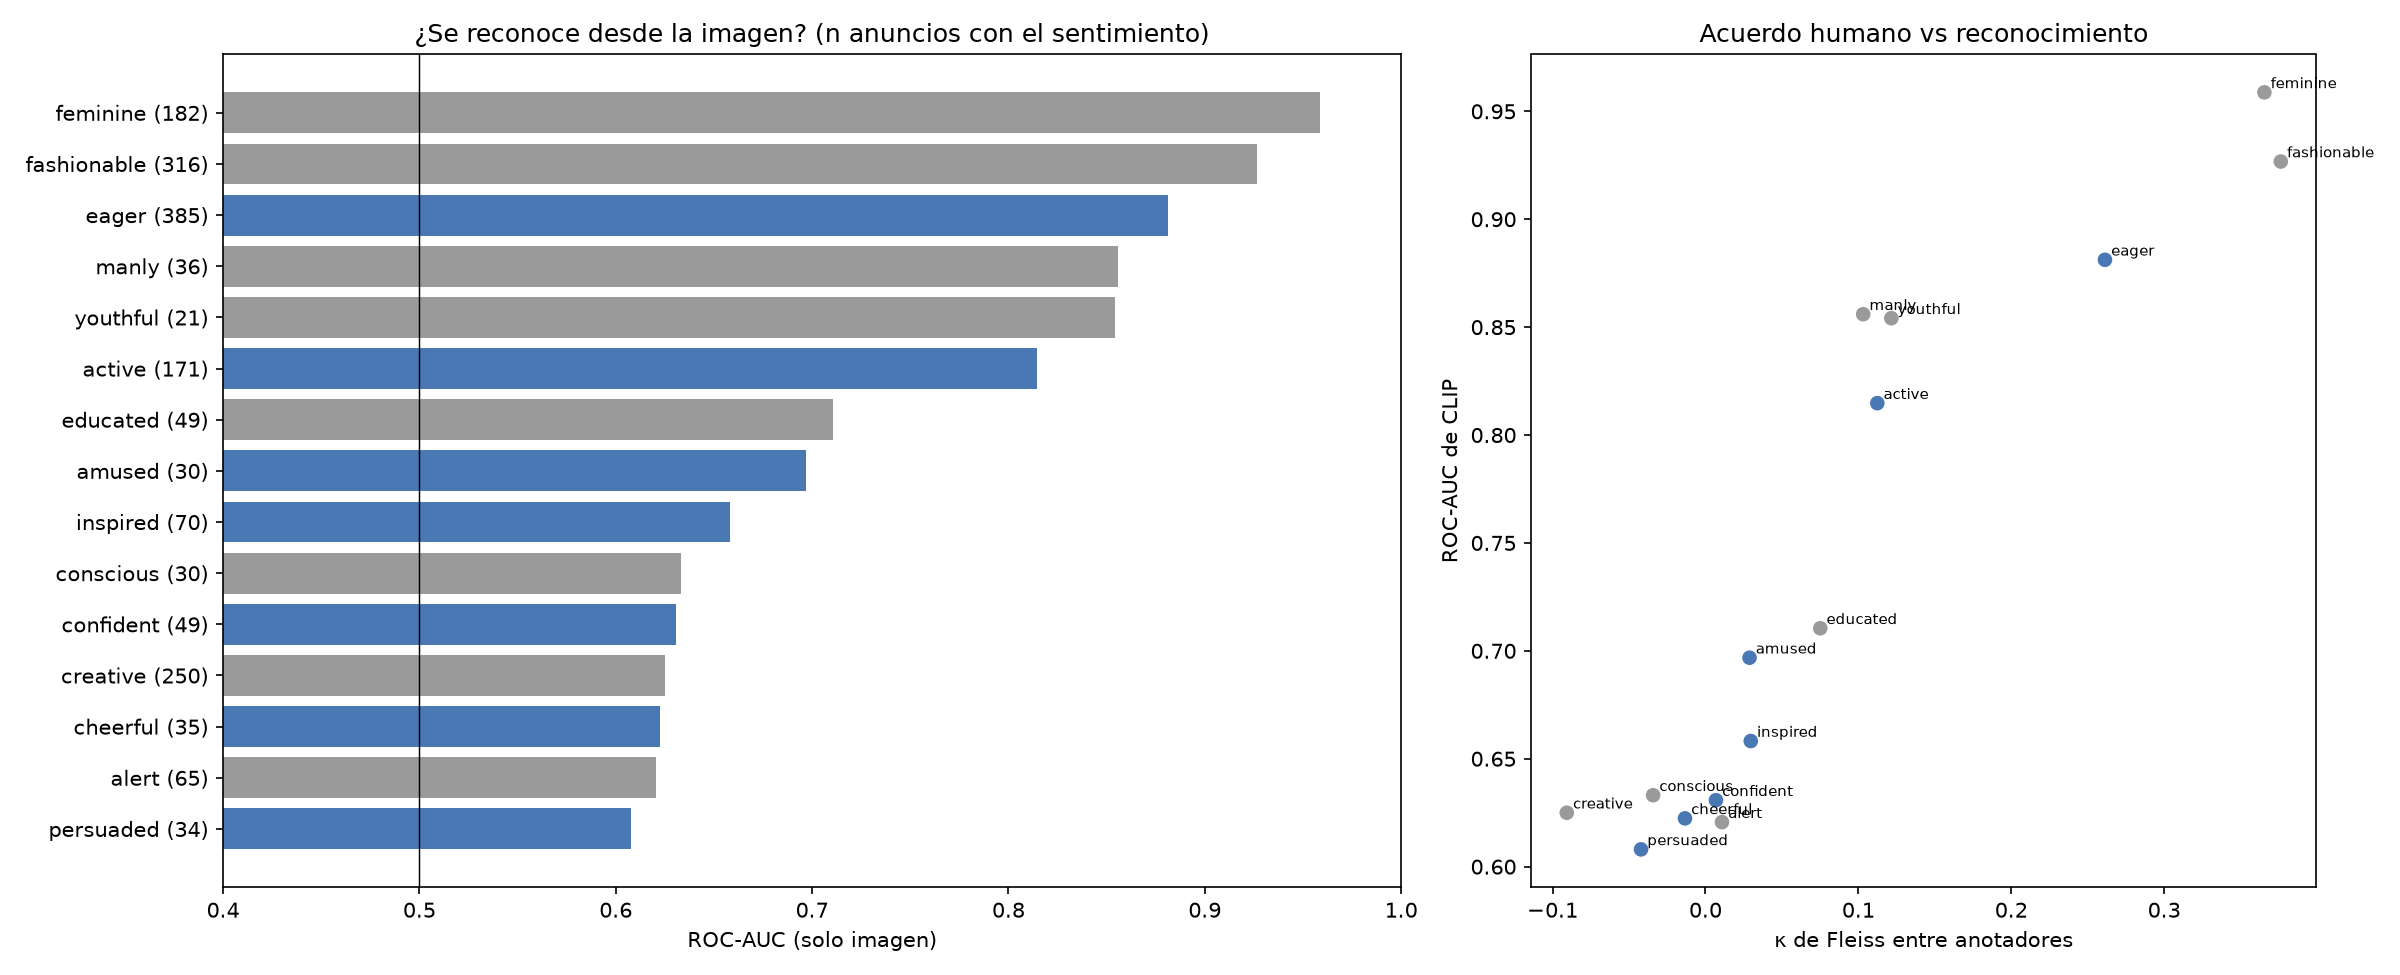 ¿Se reconoce desde la imagen? (n anuncios con el sentimiento)
feminine (182)
fashionable (316)
eager (385)
manly (36)
youthful (21)
active (171)
educated (49)
amused (30)
inspired (70)
conscious (30)
confident (49)
creative (250)
cheerful (35)
alert (65)
persuaded (34)
0.4 0.5 0.6 0.7 0.8 0.9 1.0
ROC-AUC (solo imagen)
Acuerdo humano vs reconocimiento
ROC-AUC de CLIP
0.95
0.90
0.85
0.80
0.75
0.70
0.65
0.60
feminine
fashionable
eager
manly
youthful
active
educated
amused
inspired
conscious
confident
creative
cheerful
alert
persuaded
−0.1 0.0 0.1 0.2 0.3
κ de Fleiss entre anotadores